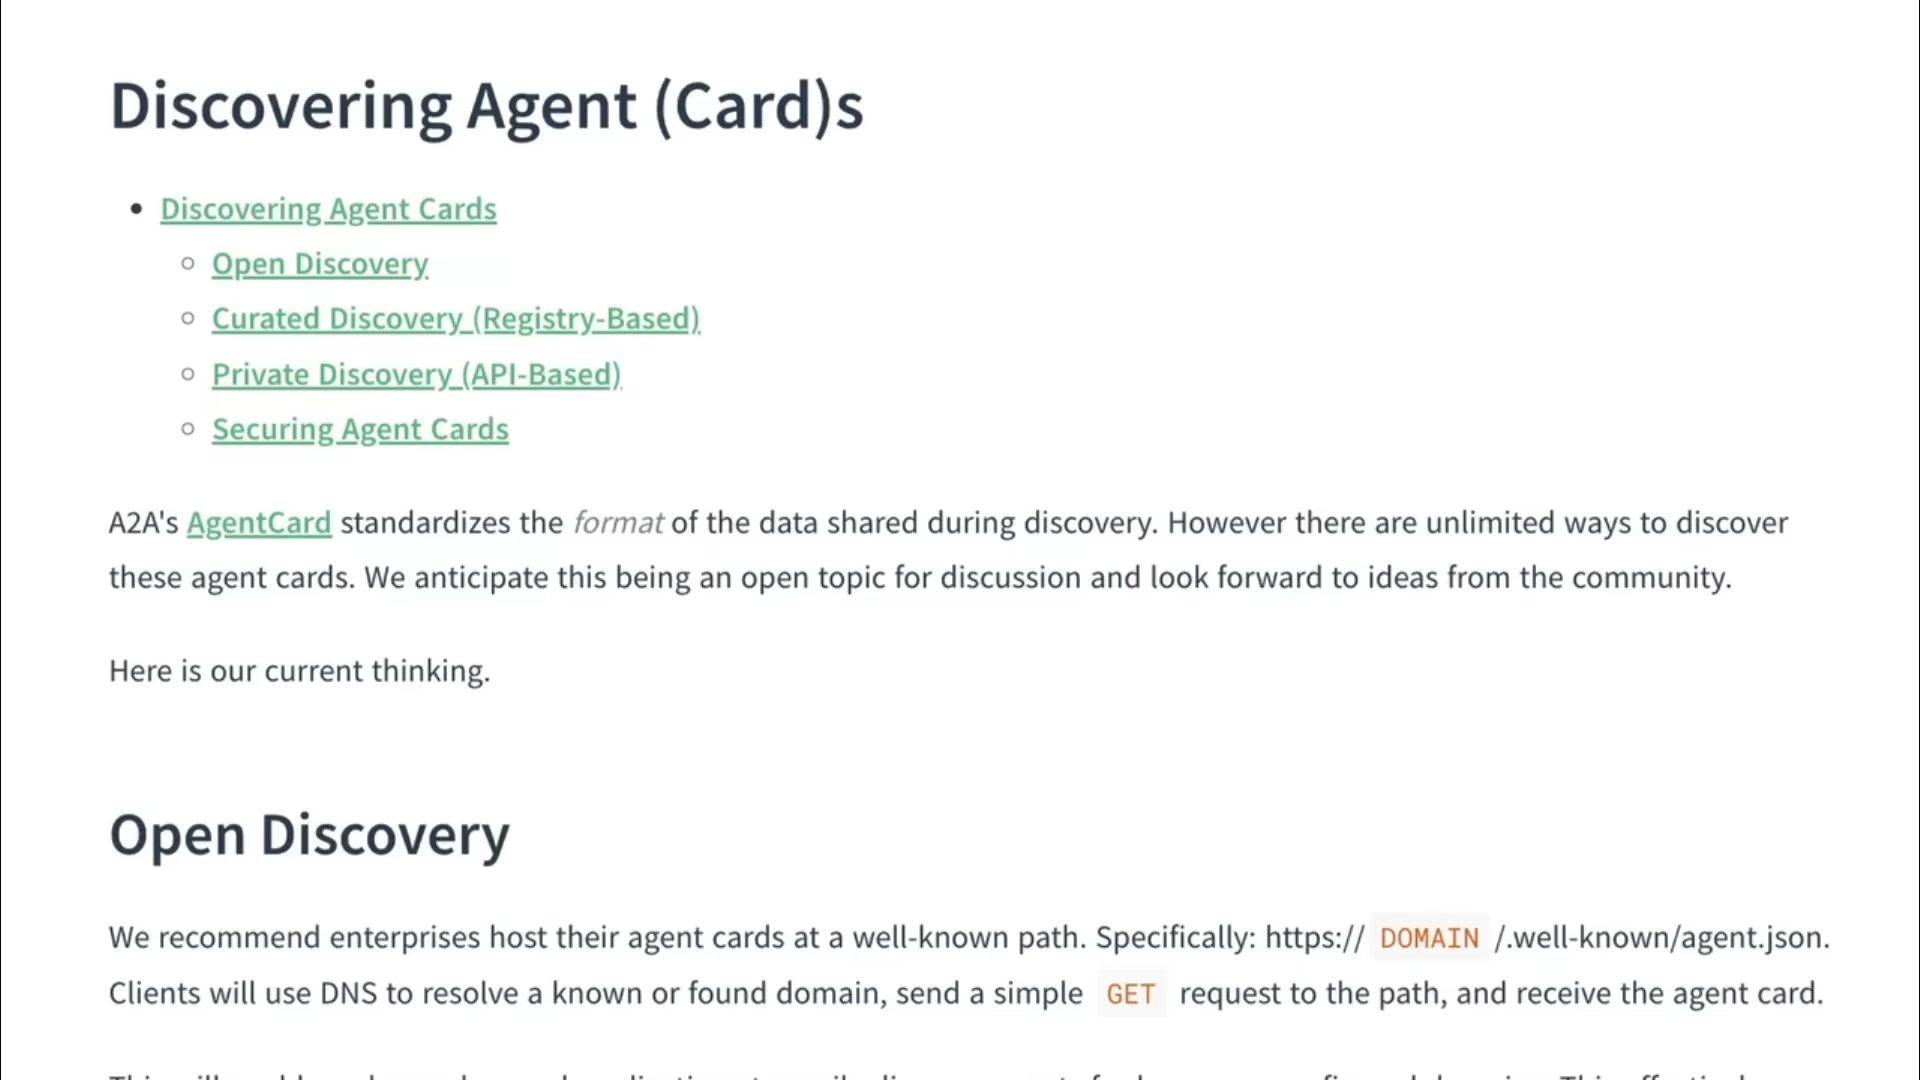 Discovering Agent (Card)s
Discovering Agent Cards
Open Discovery
Curated Discovery (Registry-Based)
Private Discovery (API-Based)
Securing Agent Cards
A2A's AgentCard standardizes the format of the data shared during discovery. However there are unlimited ways to discover
these agent cards. We anticipate this being an open topic for discussion and look forward to ideas from the community.
Here is our current thinking.
Open Discovery
We recommend enterprises host their agent cards at a well-known path. Specifically: https:// DOMAIN /.well-known/agent.json.
Clients will use DNS to resolve a known or found domain, send a simple GET request to the path, and receive the agent card.